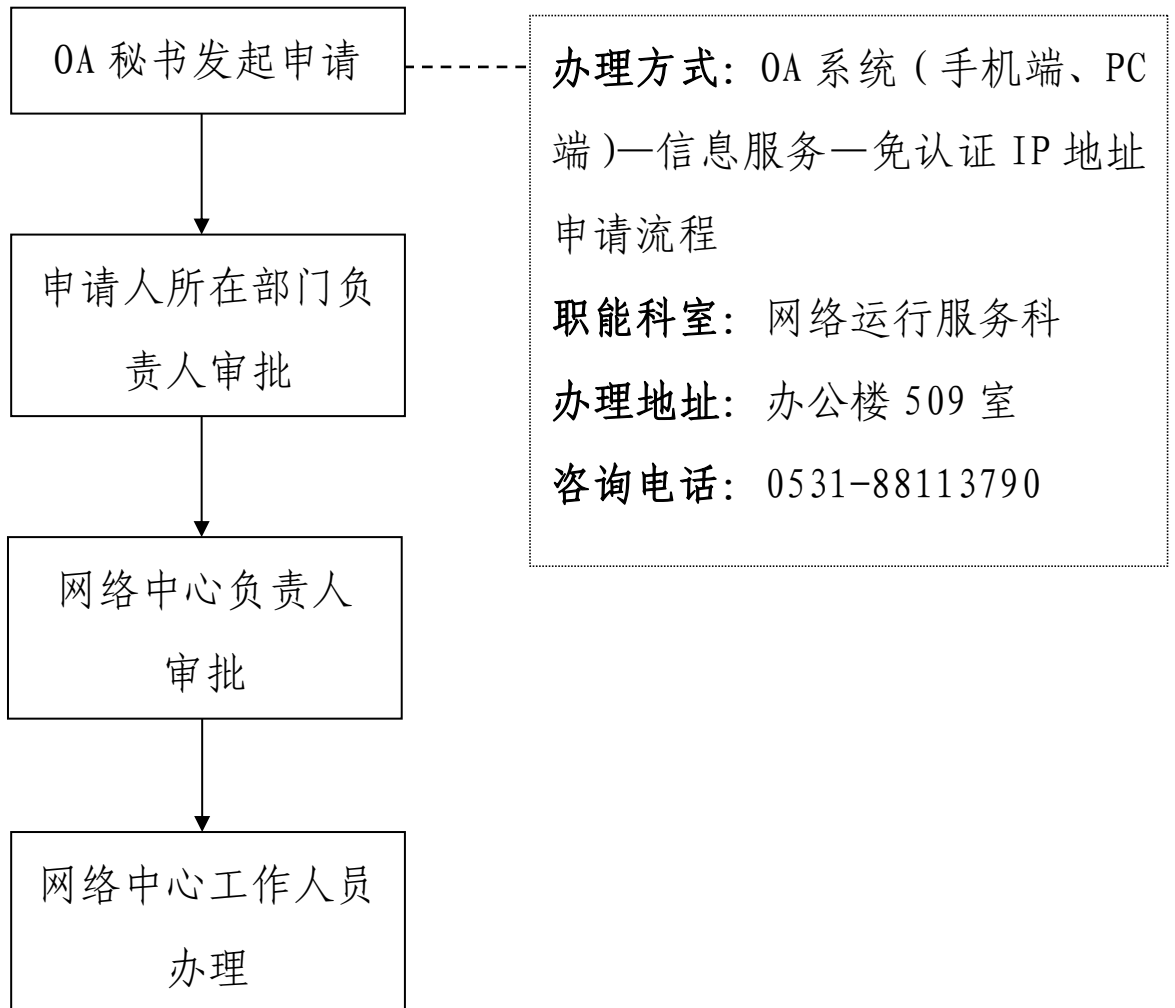 OA 秘书发起申请
申请人所在部门负
责人审批
网络中心负责人
审批
网络中心工作人员
办理
办理方式：OA 系统（手机端、PC
端）—信息服务—免认证 IP 地址
申请流程
职能科室：网络运行服务科
办理地址：办公楼 509 室
咨询电话：0531-88113790